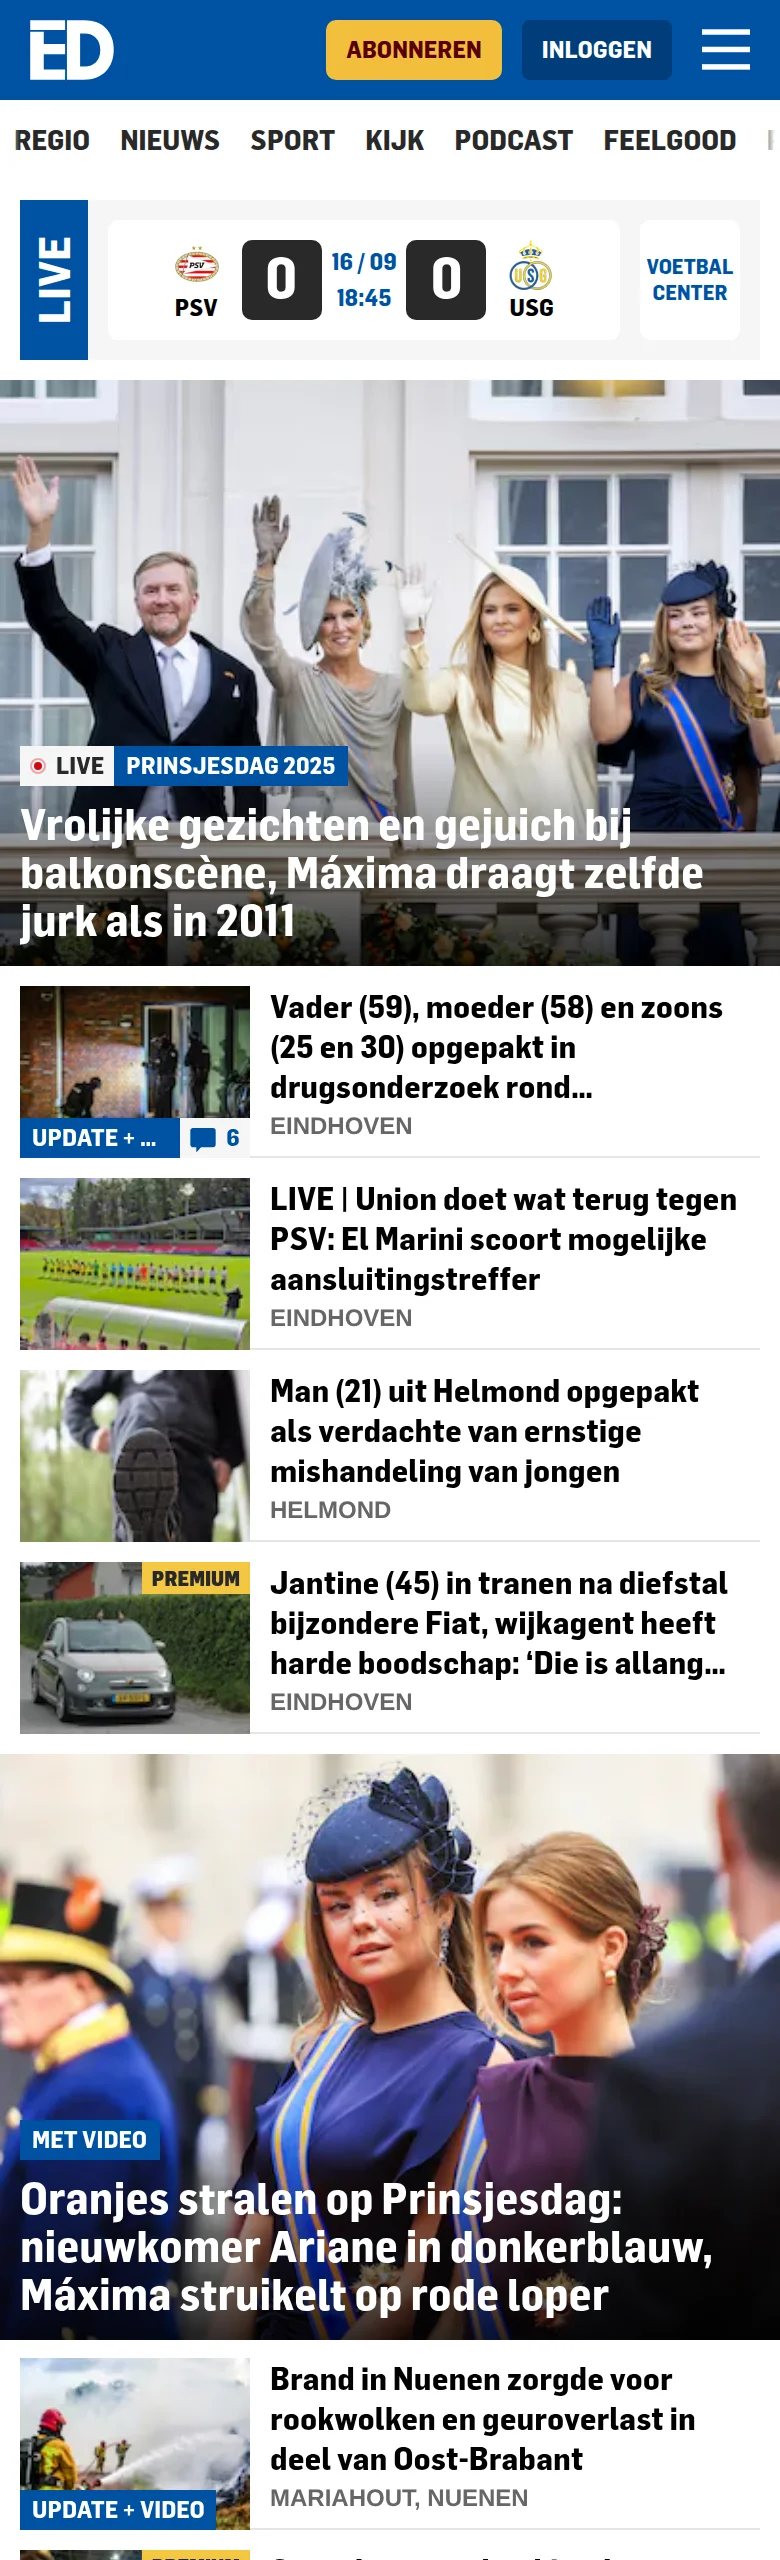 ED
ABONNEREN
INLOGGEN
REGIO NIEUWS SPORT KIJK PODCAST FEELGOOD
LIVE
PSV
PSV
0
16 / 09
18:45
0
USG
USG
VOETBAL
CENTER
LIVE PRINSJESDAG 2025
Vrolijke gezichten en gejuich bij
balkonscène, Máxima draagt zelfde
jurk als in 2011
Vader (59), moeder (58) en zoons
(25 en 30) opgepakt in
drugsonderzoek rond...
EINDHOVEN
UPDATE + ...
6
LIVE | Union doet wat terug tegen
PSV: El Marini scoort mogelijke
aansluitingstreffer
EINDHOVEN
Man (21) uit Helmond opgepakt
als verdachte van ernstige
mishandeling van jongen
HELMOND
PREMIUM
Jantine (45) in tranen na diefstal
bijzondere Fiat, wijkagent heeft
harde boodschap: ‘Die is allang...
EINDHOVEN
MET VIDEO
Oranjes stralen op Prinsjesdag:
nieuwkomer Ariane in donkerblauw,
Máxima struikelt op rode loper
Brand in Nuenen zorgde voor
rookwolken en geuroverlast in
deel van Oost-Brabant
MARIAHOUT, NUENEN
UPDATE + VIDEO